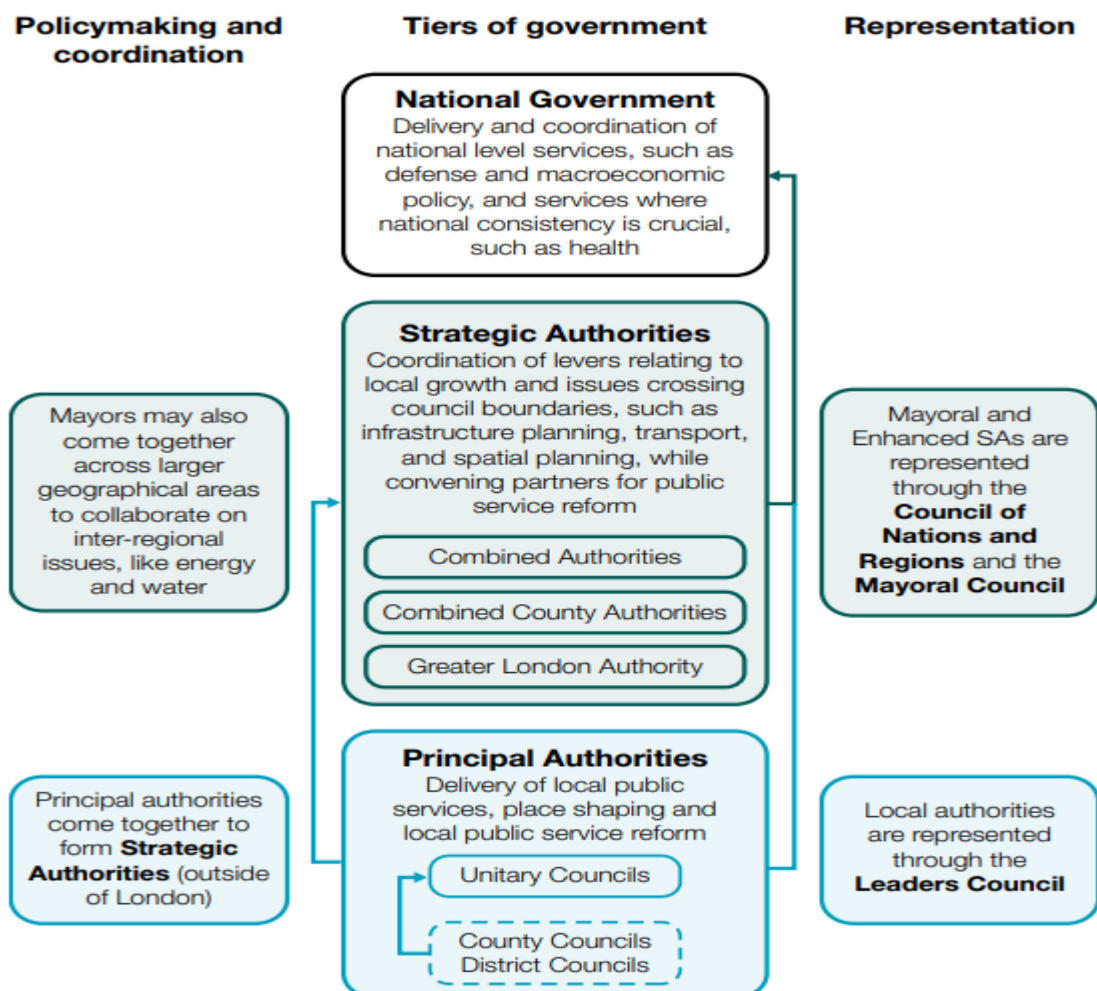 Policymaking and
coordination
Tiers of government
Representation
National Government
Delivery and coordination of
national level services, such as
defense and macroeconomic
policy, and services where
national consistency is crucial,
such as health
Strategic Authorities
Coordination of levers relating to
local growth and issues crossing
council boundaries, such as
infrastructure planning, transport,
and spatial planning, while
convening partners for public
service reform
Combined Authorities
Combined County Authorities
Greater London Authority
Mayors may also
come together
across larger
geographical areas
to collaborate on
inter-regional
issues, like energy
and water
Mayoral and
Enhanced SAs are
represented
through the
Council of
Nations and
Regions and the
Mayoral Council
Principal Authorities
Delivery of local public
services, place shaping and
local public service reform
Unitary Councils
County Councils
District Councils
Principal authorities
come together to
form Strategic
Authorities (outside
of London)
Local authorities
are represented
through the
Leaders Council